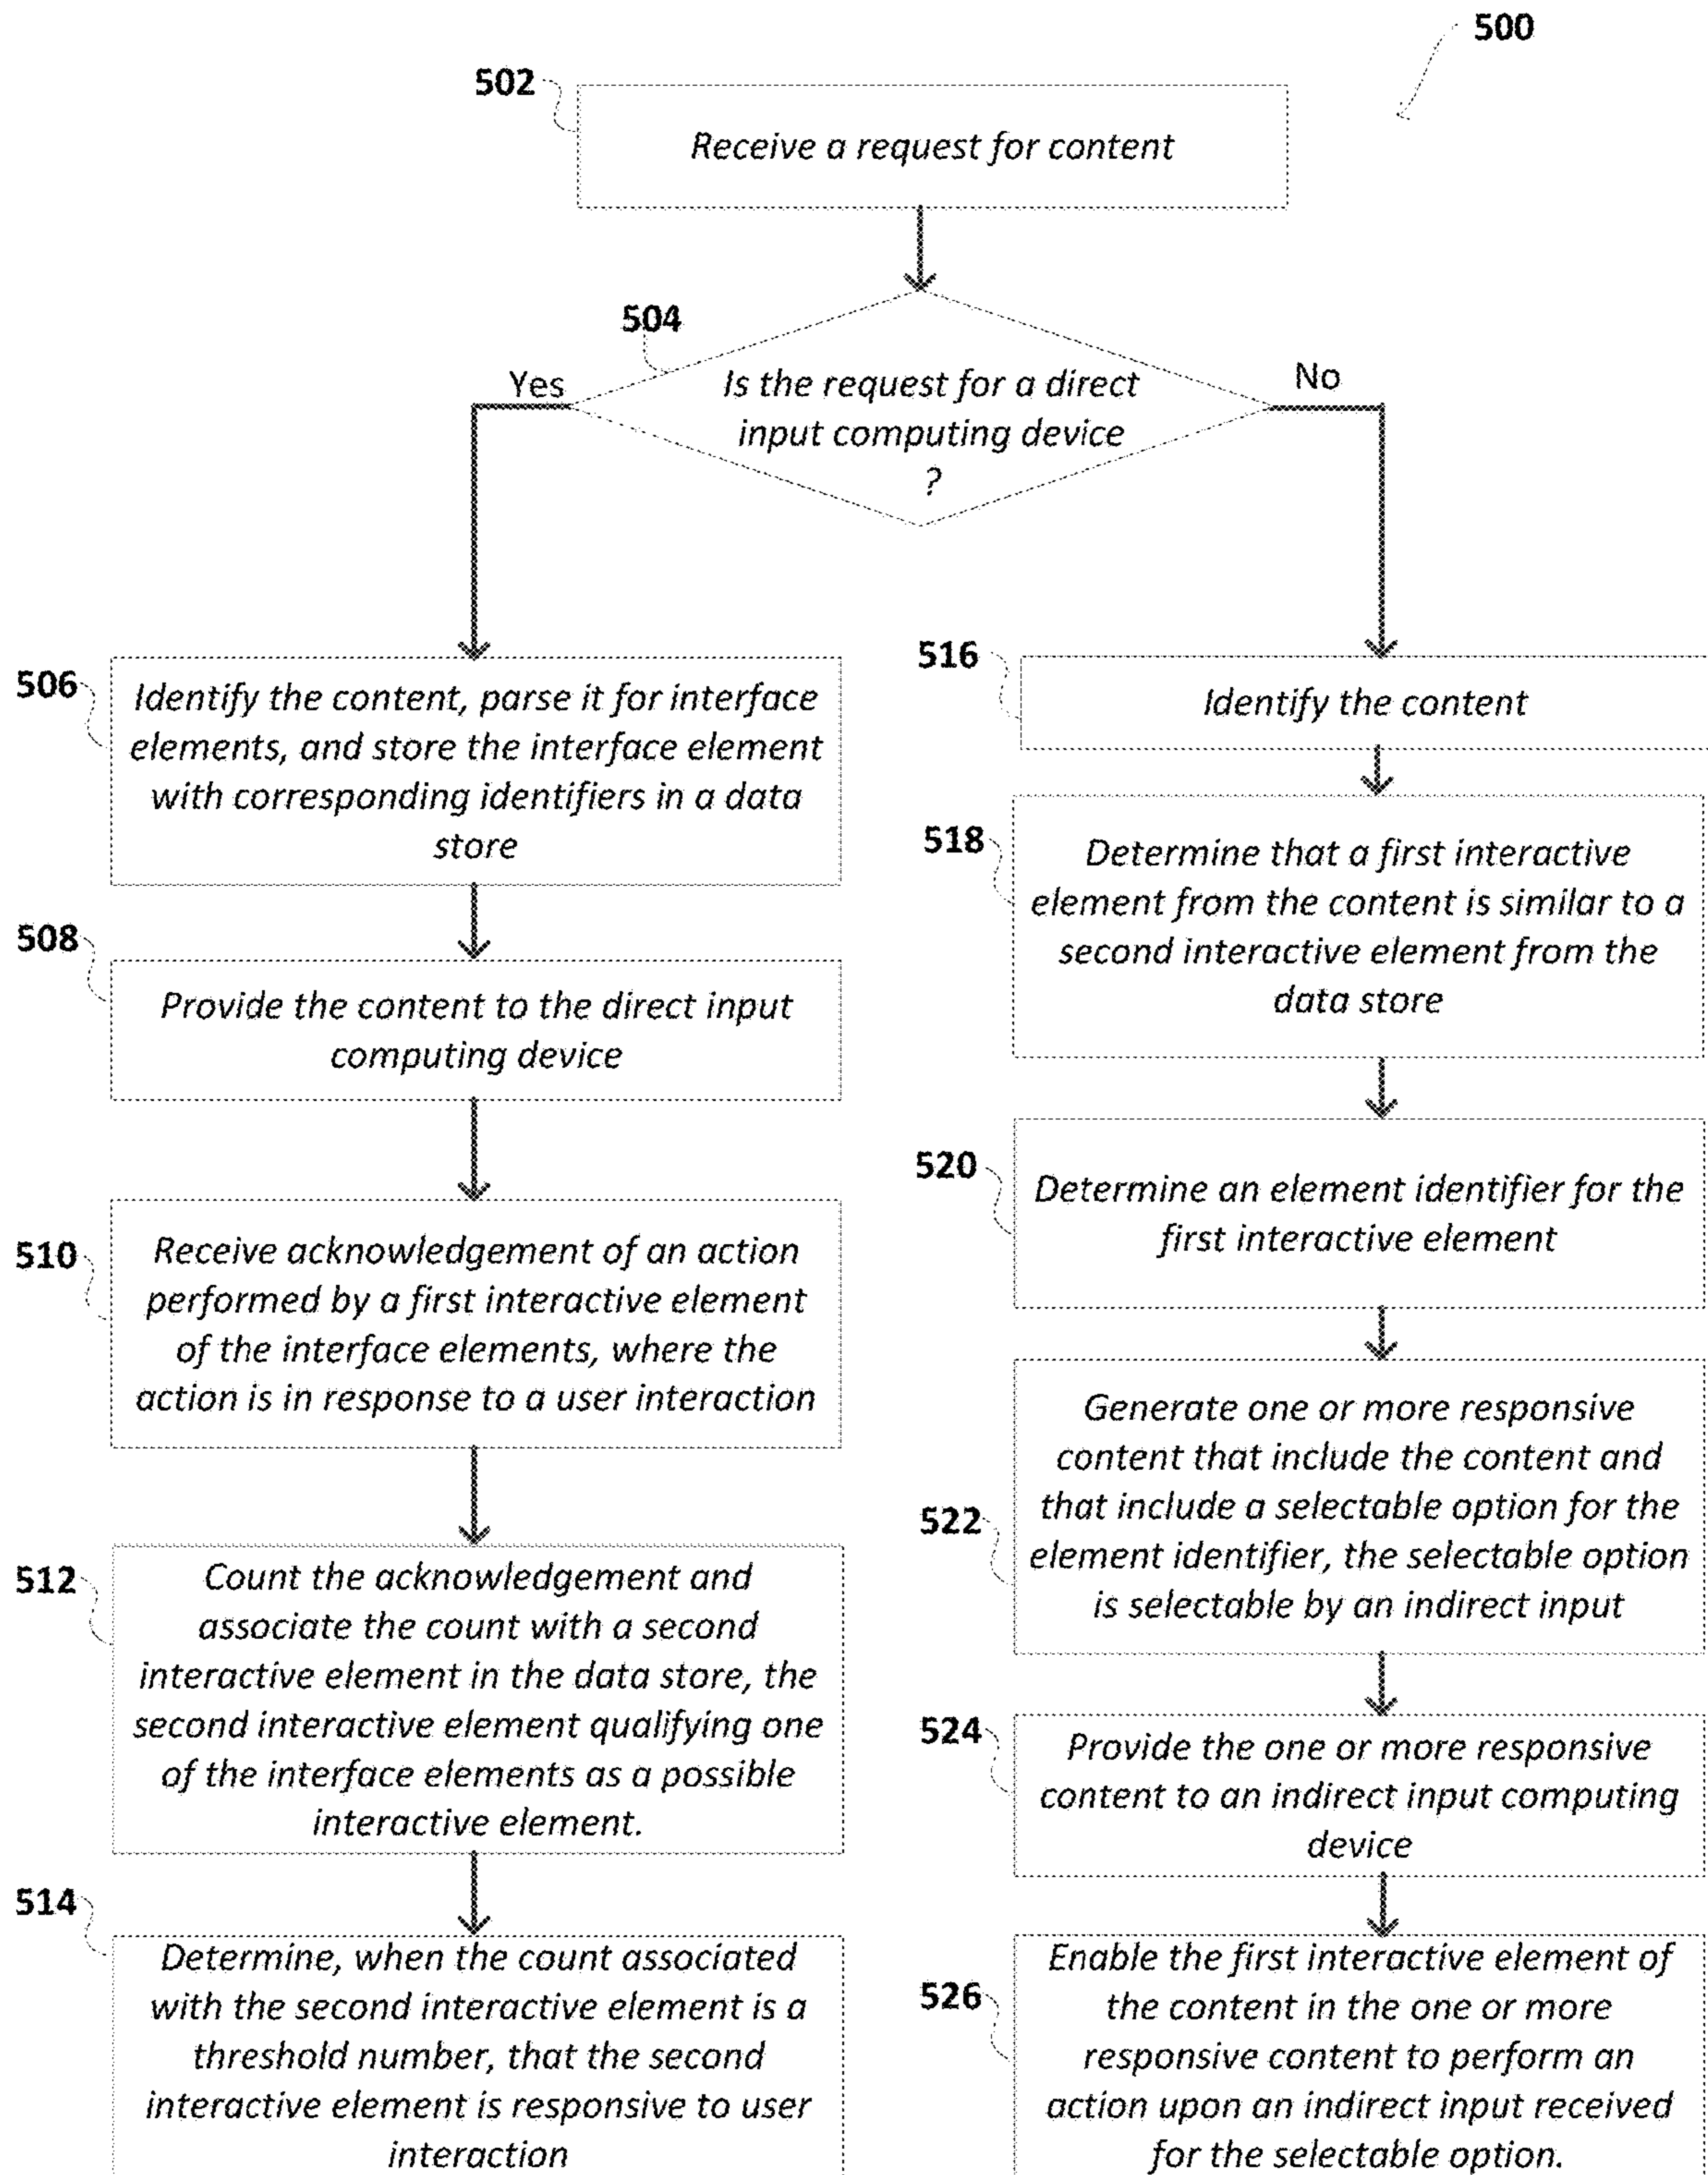 500
502
Receive a request for content
504
Yes
No
Is the request for a direct
input computing device
?
506
Identify the content, parse it for interface
elements, and store the interface element
with corresponding identifiers in a data
store
508
Provide the content to the direct input
computing device
510
Receive acknowledgement of an action
performed by a first interactive element
of the interface elements, where the
action is in response to a user interaction
512
Count the acknowledgement and
associate the count with a second
interactive element in the data store, the
second interactive element qualifying one
of the interface elements as a possible
interactive element.
514
Determine, when the count associated
with the second interactive element is a
threshold number, that the second
interactive element is responsive to user
interaction
516
Identify the content
518
Determine that a first interactive
element from the content is similar to a
second interactive element from the
data store
520
Determine an element identifier for the
first interactive element
522
Generate one or more responsive
content that include the content and
that include a selectable option for the
element identifier, the selectable option
is selectable by an indirect input
524
Provide the one or more responsive
content to an indirect input computing
device
526
Enable the first interactive element of
the content in the one or more
responsive content to perform an
action upon an indirect input received
for the selectable option.